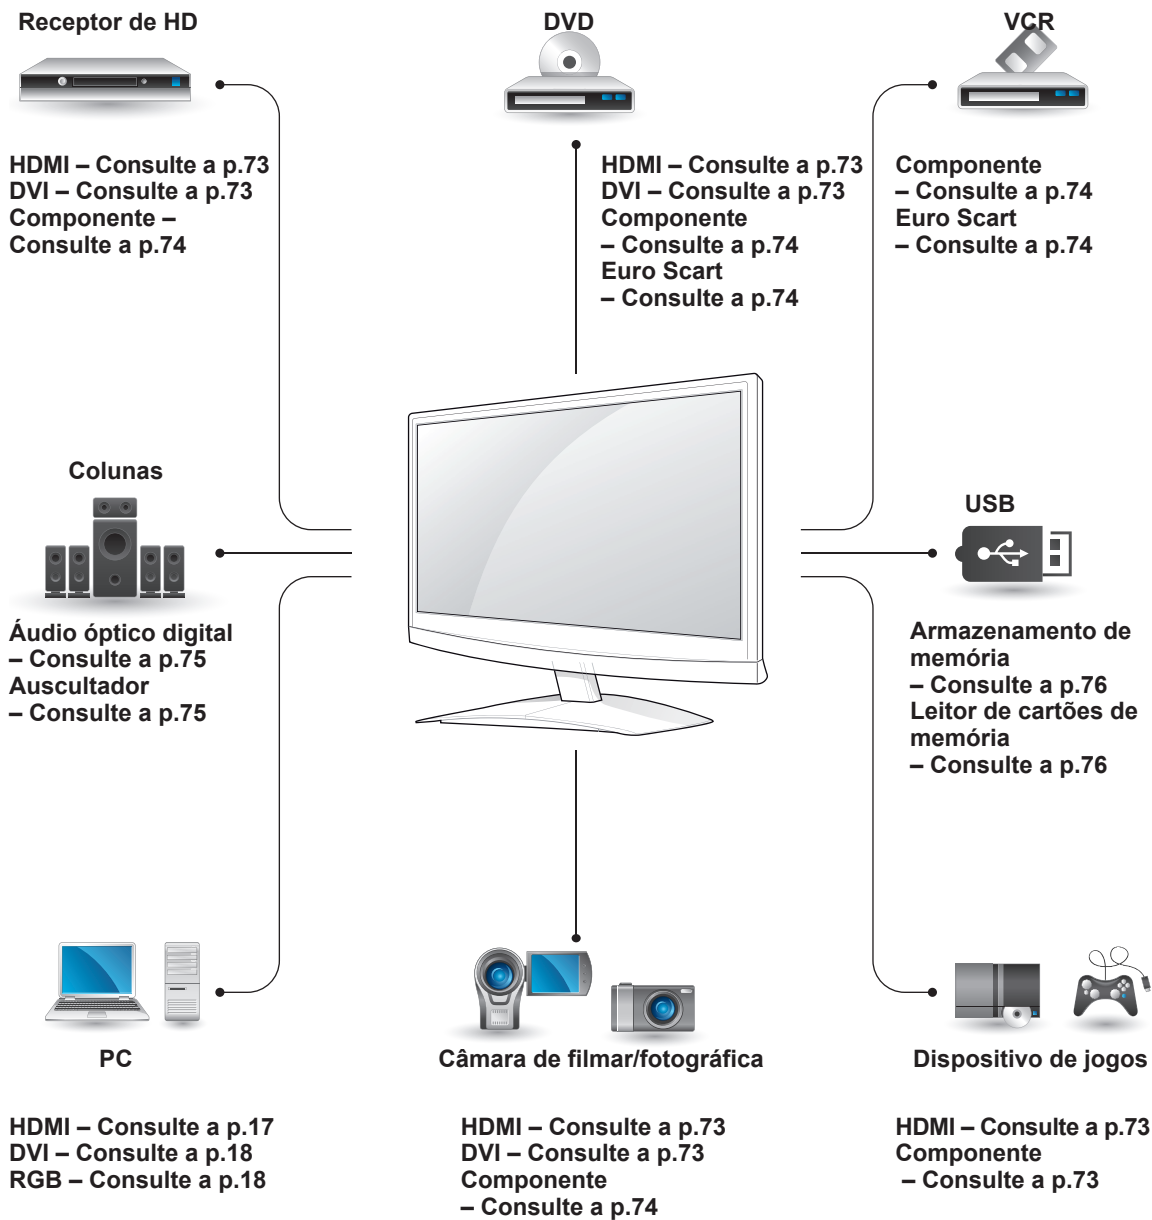 Receptor de HD
HDMI – Consulte a p.73
DVI – Consulte a p.73
Componente –
Consulte a p.74
DVD
HDMI – Consulte a p.73
DVI – Consulte a p.73
Componente
– Consulte a p.74
Euro Scart
– Consulte a p.74
VCR
Componente
– Consulte a p.74
Euro Scart
– Consulte a p.74
Colunas
Áudio óptico digital
– Consulte a p.75
Auscultador
– Consulte a p.75
USB
Armazenamento de
memória
– Consulte a p.76
Leitor de cartões de
memória
– Consulte a p.76
PC
HDMI – Consulte a p.17
DVI – Consulte a p.18
RGB – Consulte a p.18
Câmara de filmar/fotográfica
HDMI – Consulte a p.73
DVI – Consulte a p.73
Componente
– Consulte a p.74
Dispositivo de jogos
HDMI – Consulte a p.73
Componente
– Consulte a p.73